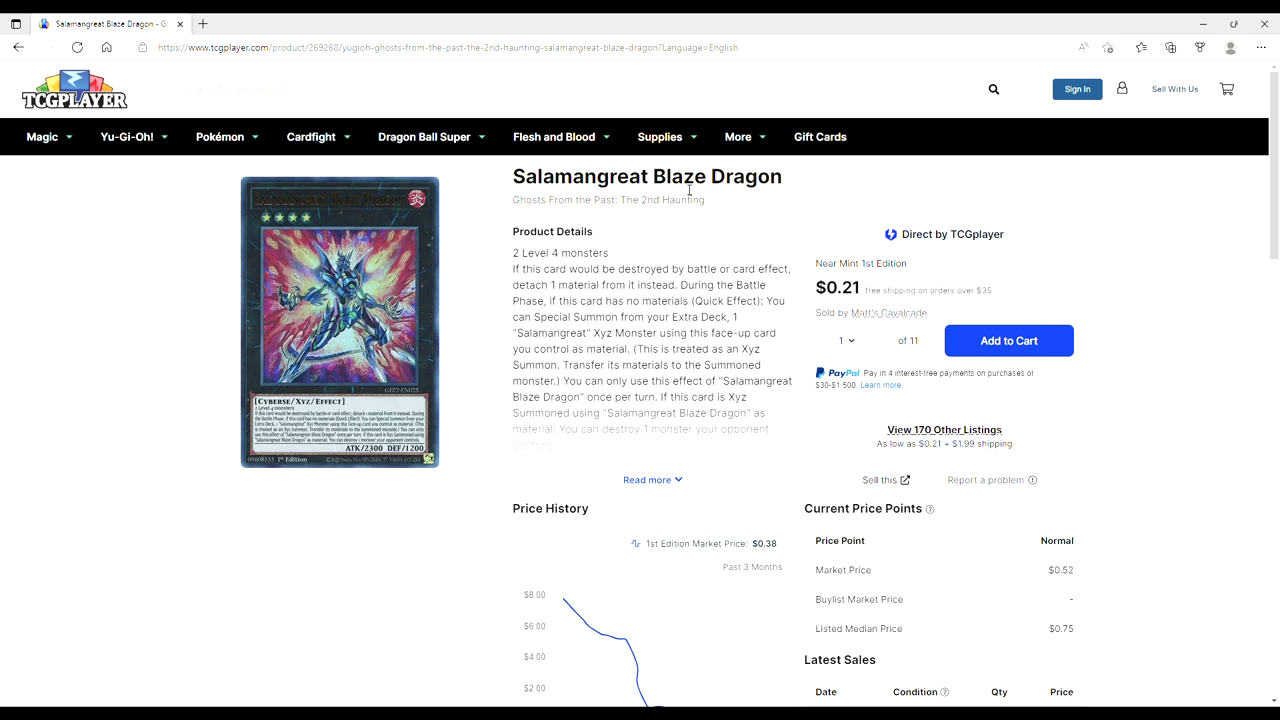 Salamangreat Blaze Dragon - G
https://www.tcgplayer.com/product/269268/yugioh-ghosts-from-the-past-the-2nd-haunting-salamangreat-blaze-dragon?Language=English
TCGPLAYER
Sign In
Sell With Us
Magic
Yu-Gi-Oh!
Pokémon
Cardfight
Dragon Ball Super
Flesh and Blood
Supplies
More
Gift Cards
SALAMANGREAT BLAZE DRAGON
炎
GFP2-EN025
[CYBERSE/XYZ/EFFECT]
2 Level 4 monsters
ATK/2300 DEF/1200
1st Edition
Salamangreat Blaze Dragon
Ghosts From the Past: The 2nd Haunting
Product Details
2 Level 4 monsters
If this card would be destroyed by battle or card effect,
detach 1 material from it instead. During the Battle
Phase, if this card has no materials (Quick Effect): You
can Special Summon from your Extra Deck, 1
"Salamangreat" Xyz Monster using this face-up card
you control as material. (This is treated as an Xyz
Summon. Transfer its materials to the Summoned
monster.) You can only use this effect of "Salamangreat
Blaze Dragon" once per turn. If this card is Xyz
Summoned using "Salamangreat Blaze Dragon" as
material: You can destroy 1 monster your opponent
controls.
Read more
Direct by TCGplayer
Near Mint 1st Edition
$0.21 free shipping on orders over $35
Sold by Matt's Cavalcade
1
of 11
Add to Cart
PayPal Pay in 4 interest-free payments on purchases of
$30-$1,500. Learn more
View 170 Other Listings
As low as $0.21 + $1.99 shipping
Sell this
Report a problem
Price History
1st Edition Market Price: $0.38
Past 3 Months
$8.00
$6.00
$4.00
$2.00
Current Price Points
Price Point Normal
Market Price $0.52
Buylist Market Price -
Listed Median Price $0.75
Latest Sales
Date Condition Qty Price